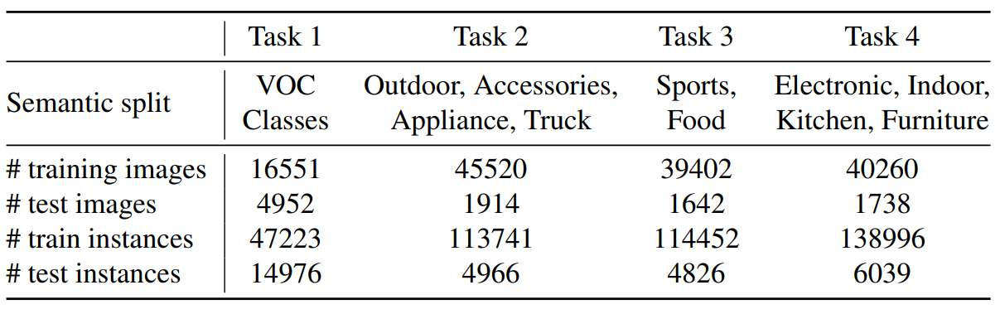 Task 1 Task 2 Task 3 Task 4
Semantic split
VOC Classes
Outdoor, Accessories, Appliance, Truck
Sports, Food
Electronic, Indoor, Kitchen, Furniture
# training images 16551 45520 39402 40260
# test images 4952 1914 1642 1738
# train instances 47223 113741 114452 138996
# test instances 14976 4966 4826 6039